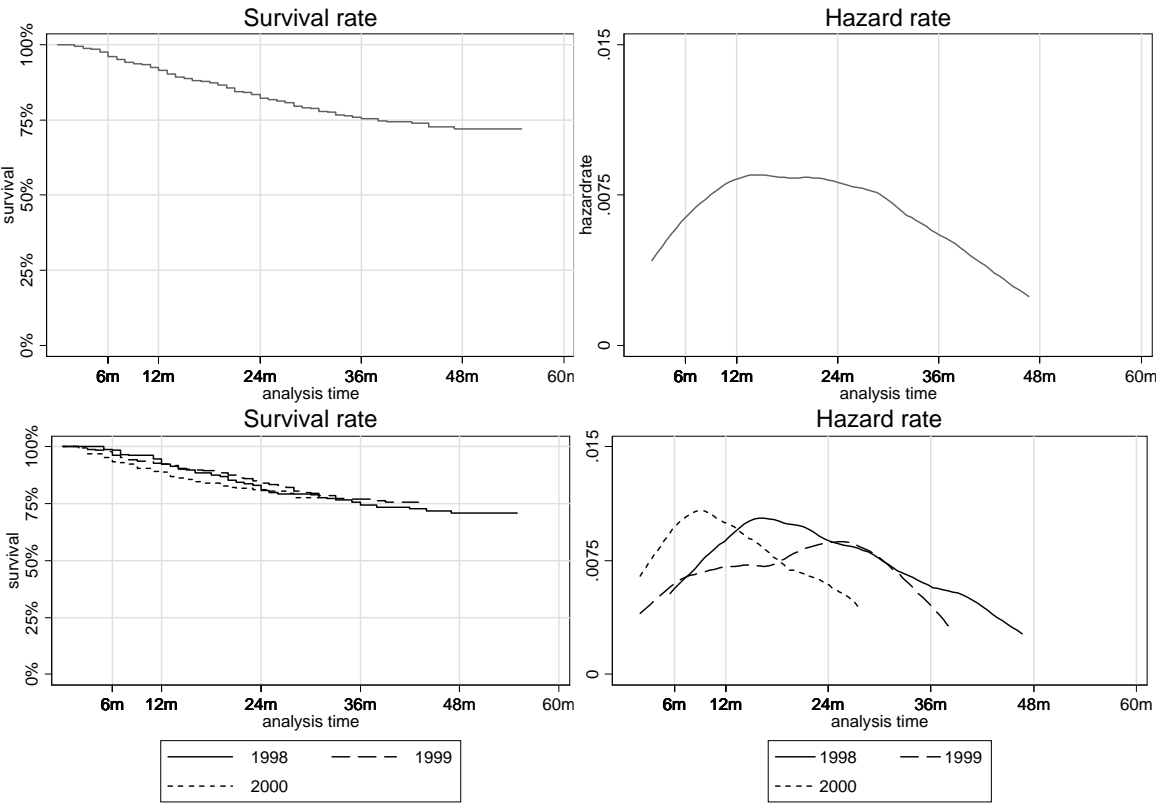 Survival rate
survival
100%
75%
50%
25%
0%
6m 12m 24m 36m 48m 60m
analysis time
Hazard rate
hazardrate
.015
.0075
0
6m 12m 24m 36m 48m 60m
analysis time
Survival rate
survival
100%
75%
50%
25%
0%
6m 12m 24m 36m 48m 60m
analysis time
1998 1999
2000
Hazard rate
.015
.0075
0
6m 12m 24m 36m 48m 60m
analysis time
1998 1999
2000